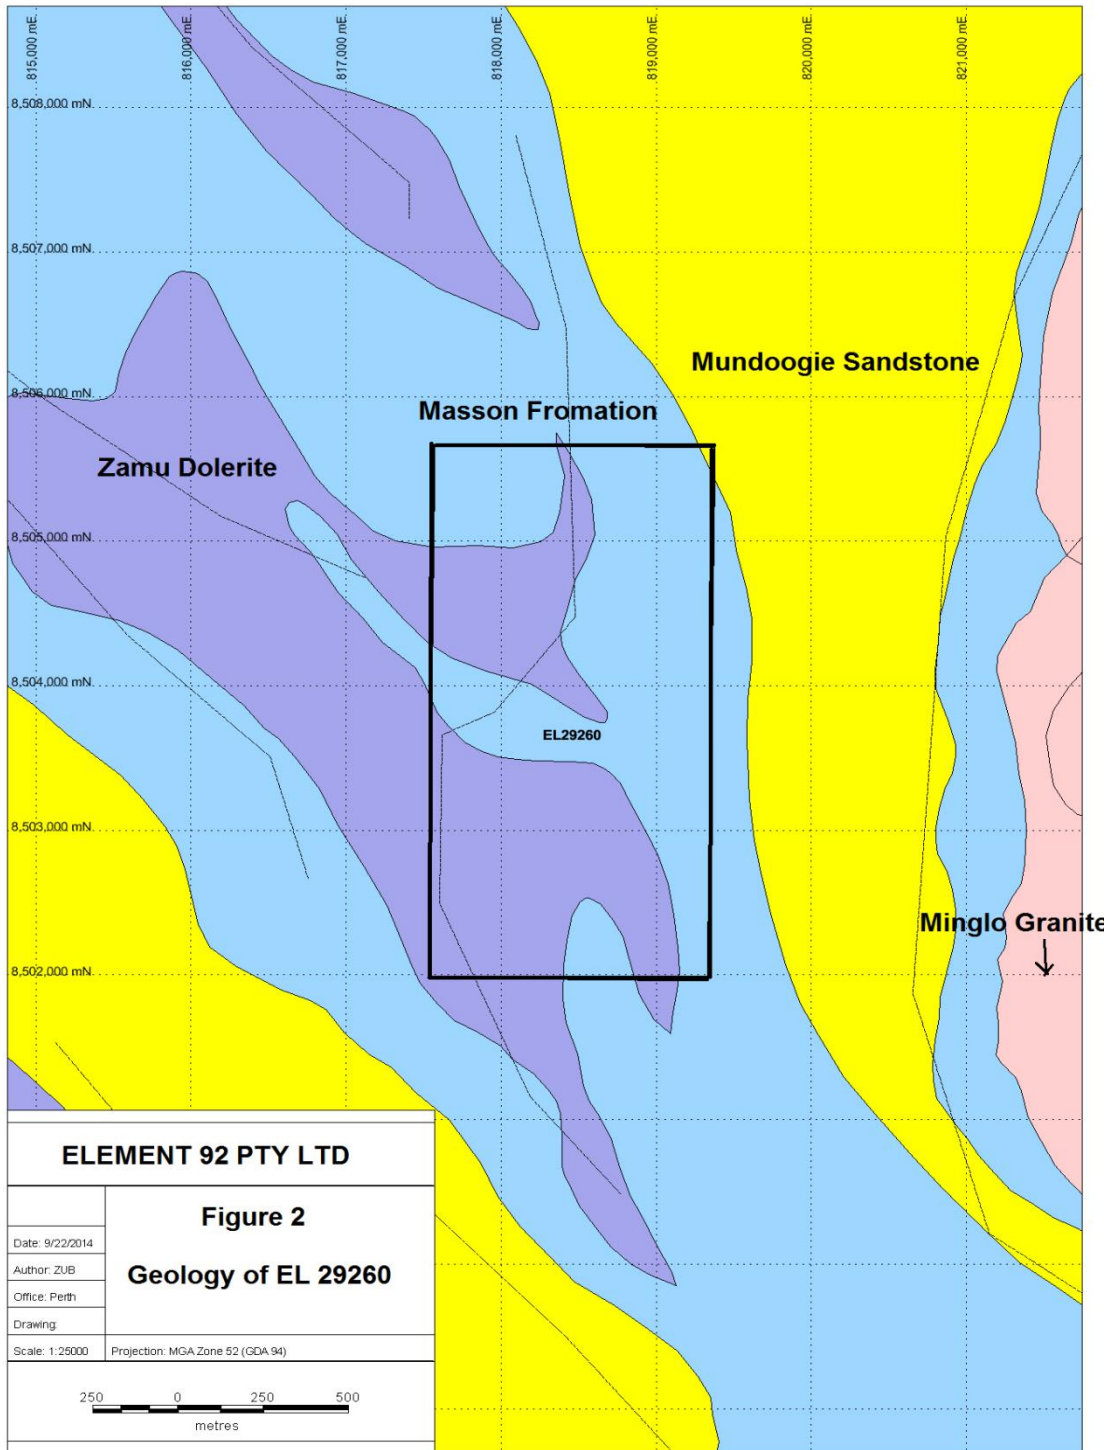 815,000 mE.
816,000 mE.
817,000 mE.
818,000 mE.
819,000 mE.
820,000 mE.
821,000 mE.
8,508,000 mN.
8,507,000 mN.
Mundoogie Sandstone
8,506,000 mN.
Masson Fromation
Zamu Dolerite
8,505,000 mN.
8,504,000 mN.
EL29260
8,503,000 mN.
Minglo Granite
8,502,000 mN.
ELEMENT 92 PTY LTD
Figure 2
Geology of EL 29260
Date: 9/22/2014
Author: ZUB
Office: Perth
Drawing:
Scale: 1:25000
Projection: MGA Zone 52 (GDA 94)
250 0 500
metres